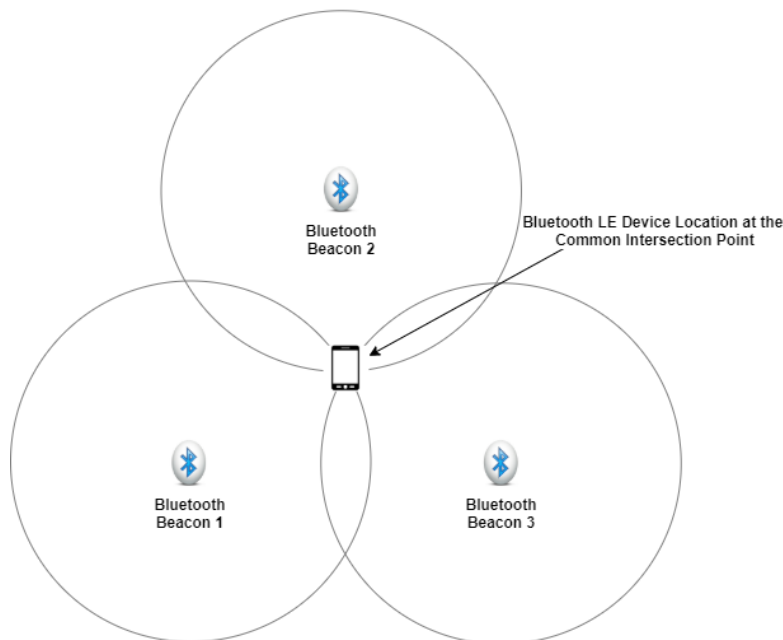 Bluetooth
Beacon 2
Bluetooth LE Device Location at the
Common Intersection Point
Bluetooth
Beacon 1
Bluetooth
Beacon 3